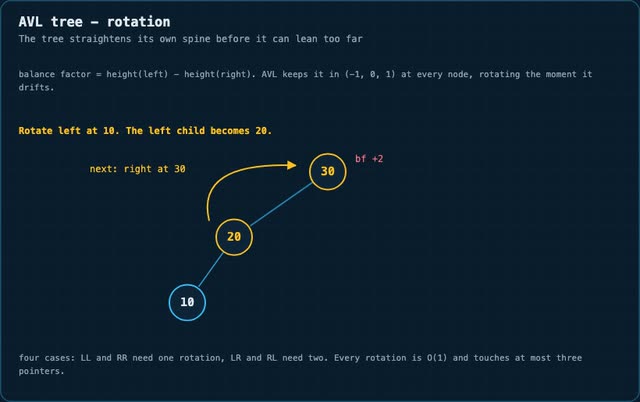 AVL tree — rotation
The tree straightens its own spine before it can lean too far
balance factor = height(left) − height(right). AVL keeps it in (−1, 0, 1) at every node, rotating the moment it
drifts.
Rotate left at 10. The left child becomes 20.
next: right at 30
30
bf +2
20
10
four cases: LL and RR need one rotation, LR and RL need two. Every rotation is O(1) and touches at most three
pointers.